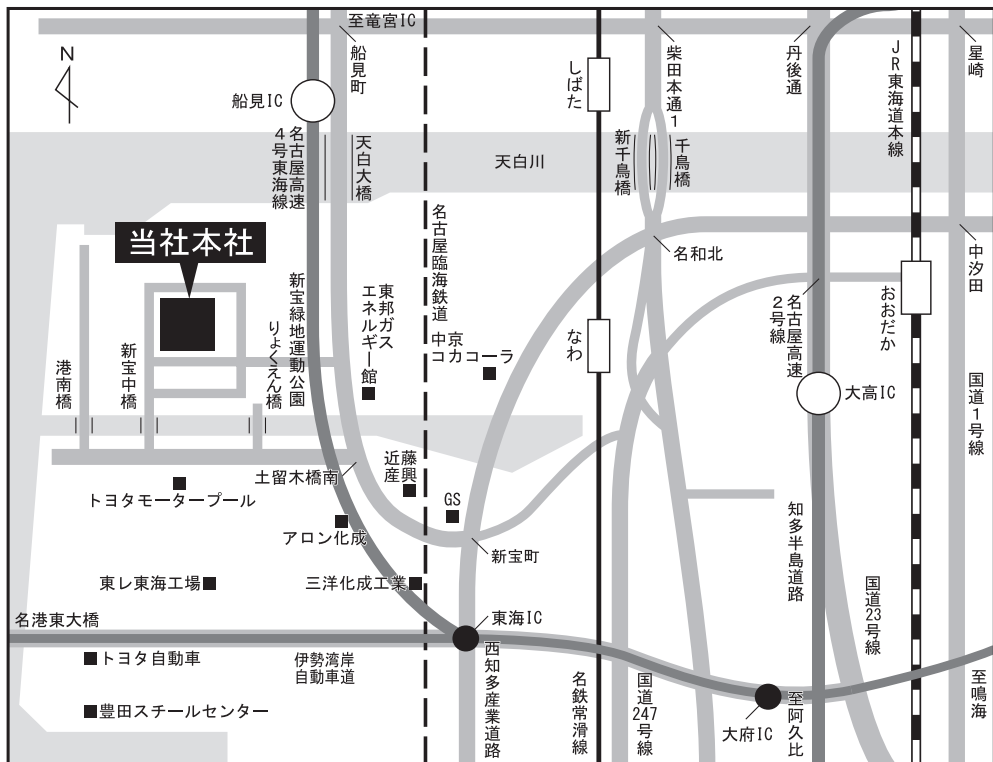 至竜宮IC
N
船見町
柴田本通1
丹後通
JR東海道本線
星崎
しばた
船見IC
名古屋高速
4号東海線
天白大橋
天白川
新千鳥橋
千鳥橋
当社本社
名古屋臨海鉄道
名和北
中汐田
新宝緑地運動公園
東邦ガス
エネルギー館
中京
コカコーラ
りょくえん橋
新宝中橋
港南橋
なわ
名古屋高速
2号線
おおだか
大高IC
国道1号線
土留木橋南
近藤
産興
GS
トヨタモータープール
アロン化成
新宝町
知多半島道路
東レ東海工場
三洋化成工業
国道23号線
名港東大橋
東海IC
トヨタ自動車
伊勢湾岸
自動車道
西知多産業道路
名鉄常滑線
国道247号線
至阿久比
至鳴海
豊田スチールセンター
大府IC